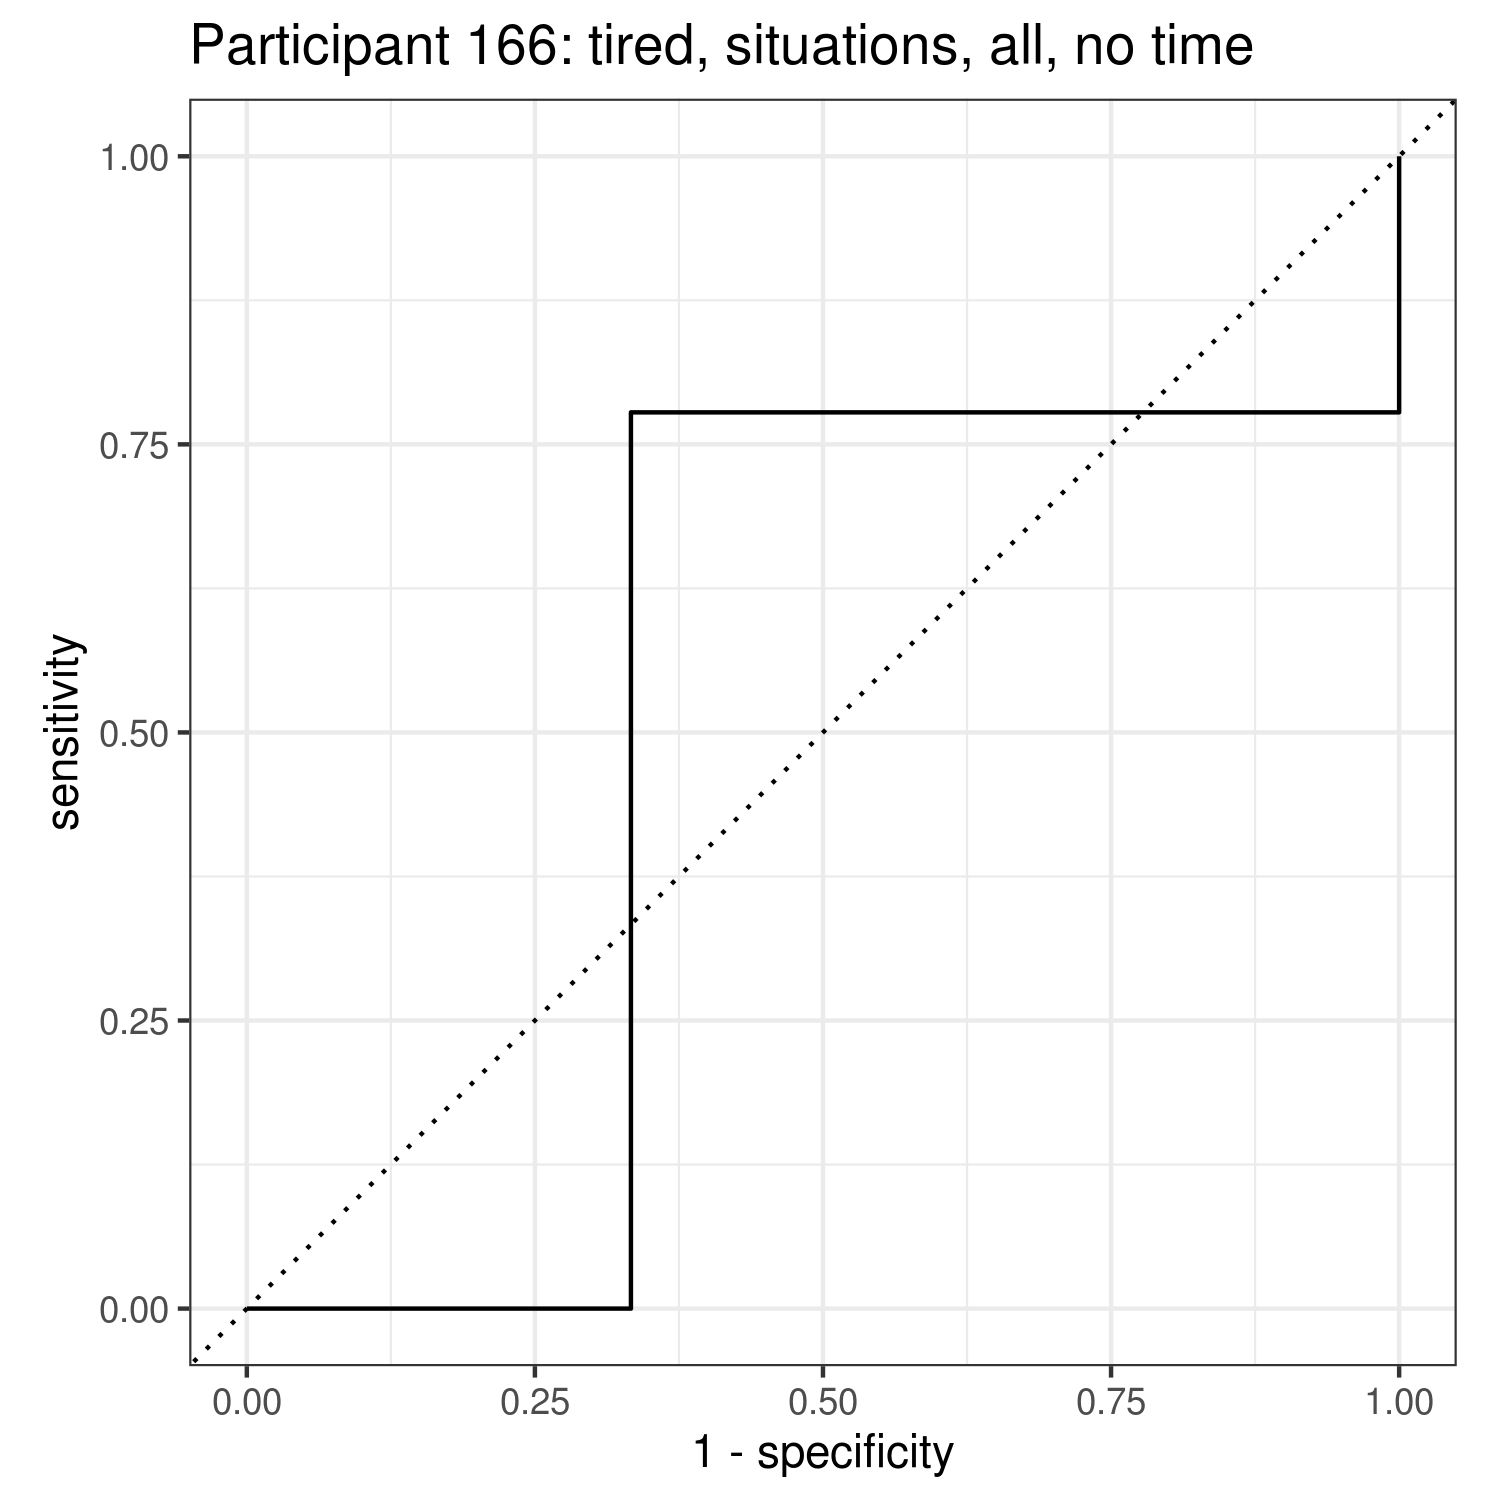 Participant 166: tired, situations, all, no time
1.00
0.75
0.50
0.25
0.00
sensitivity
0.00 0.25 0.50 0.75 1.00
1 - specificity